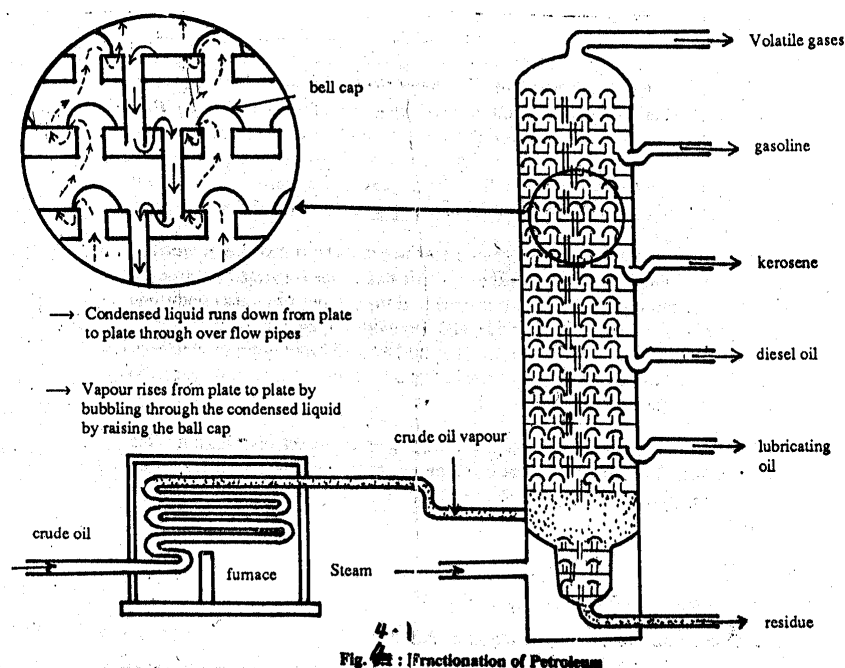 Volatile gases
bell cap
gasoline
kerosene
→ Condensed liquid runs down from plate
to plate through over flow pipes
diesel oil
→ Vapour rises from plate to plate by
bubbling through the condensed liquid
by raising the ball cap
crude oil vapour
lubricating
oil
crude oil
furnace
Steam
residue
4.1
Fig. : Fractionation of Petroleum